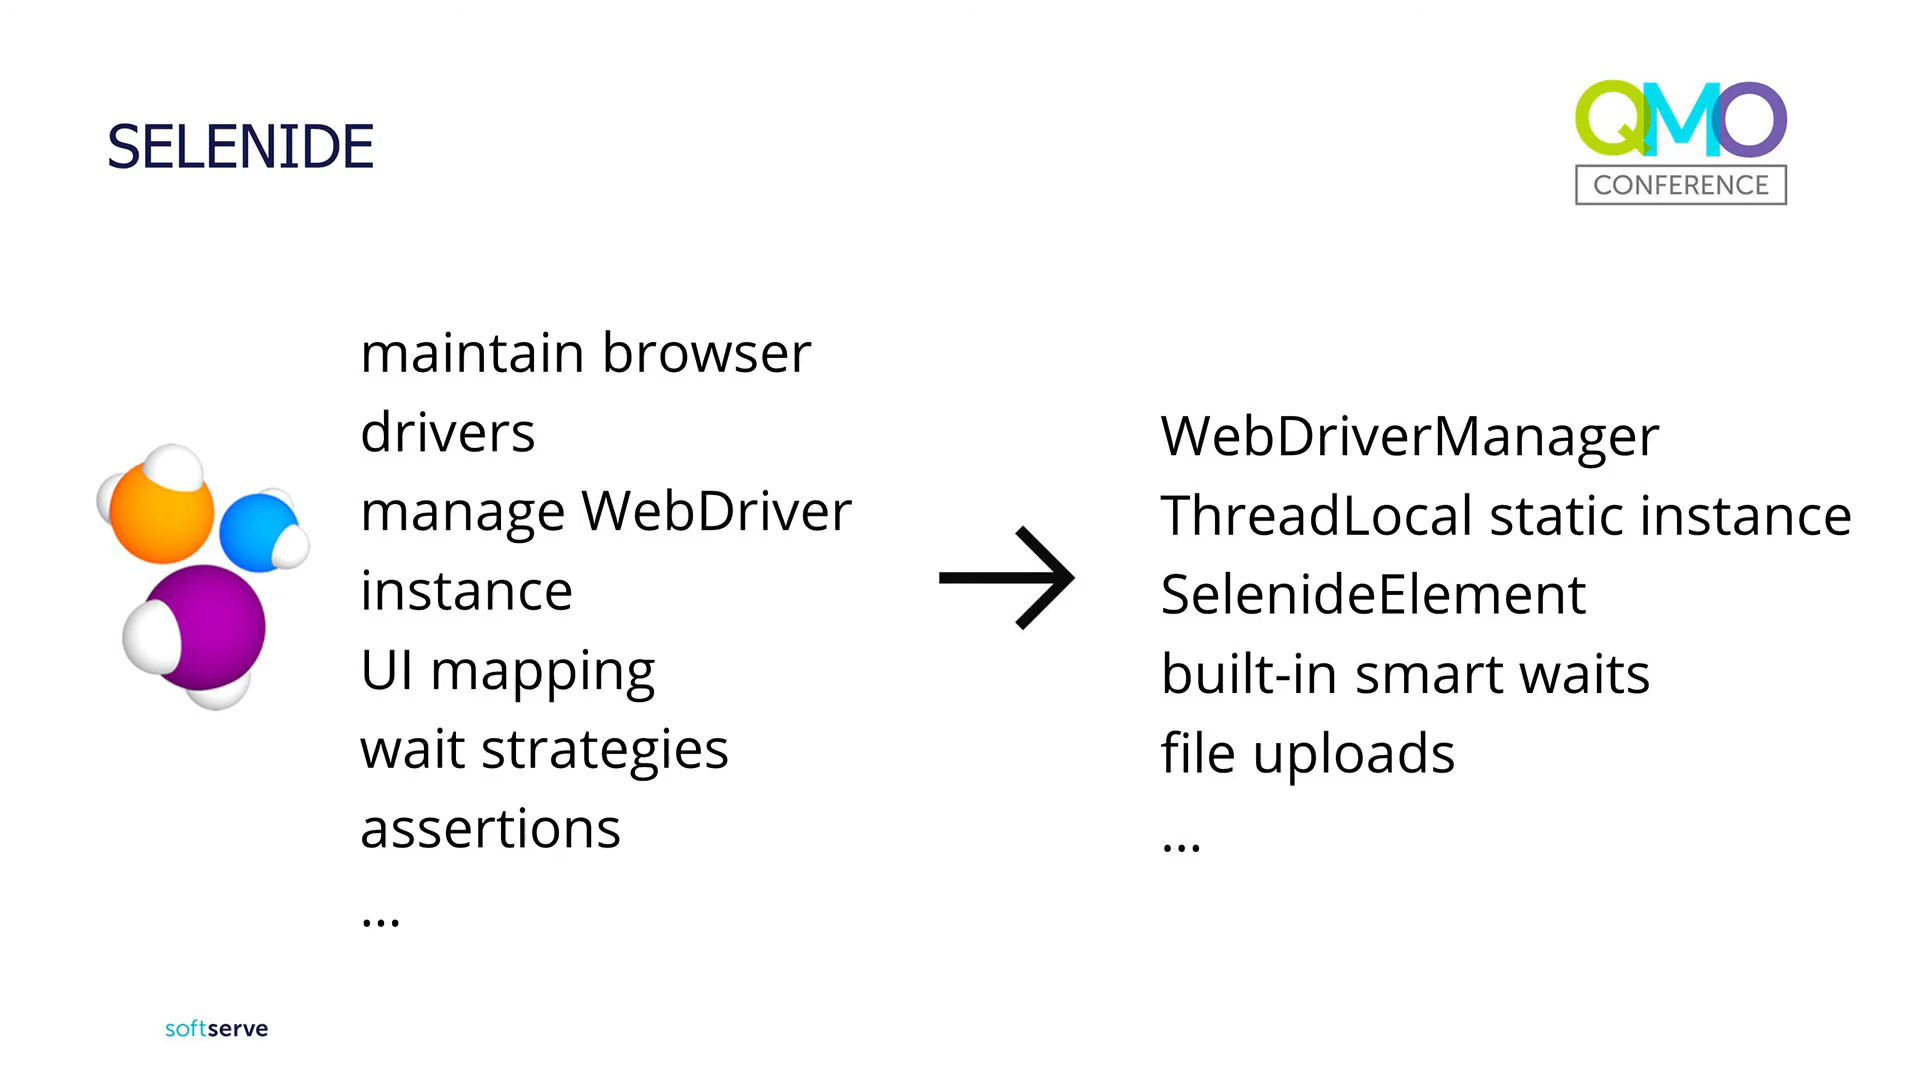 SELENIDE
QMO
CONFERENCE
maintain browser
drivers
manage WebDriver
instance
UI mapping
wait strategies
assertions
...
WebDriverManager
ThreadLocal static instance
SelenideElement
built-in smart waits
file uploads
...
softserve